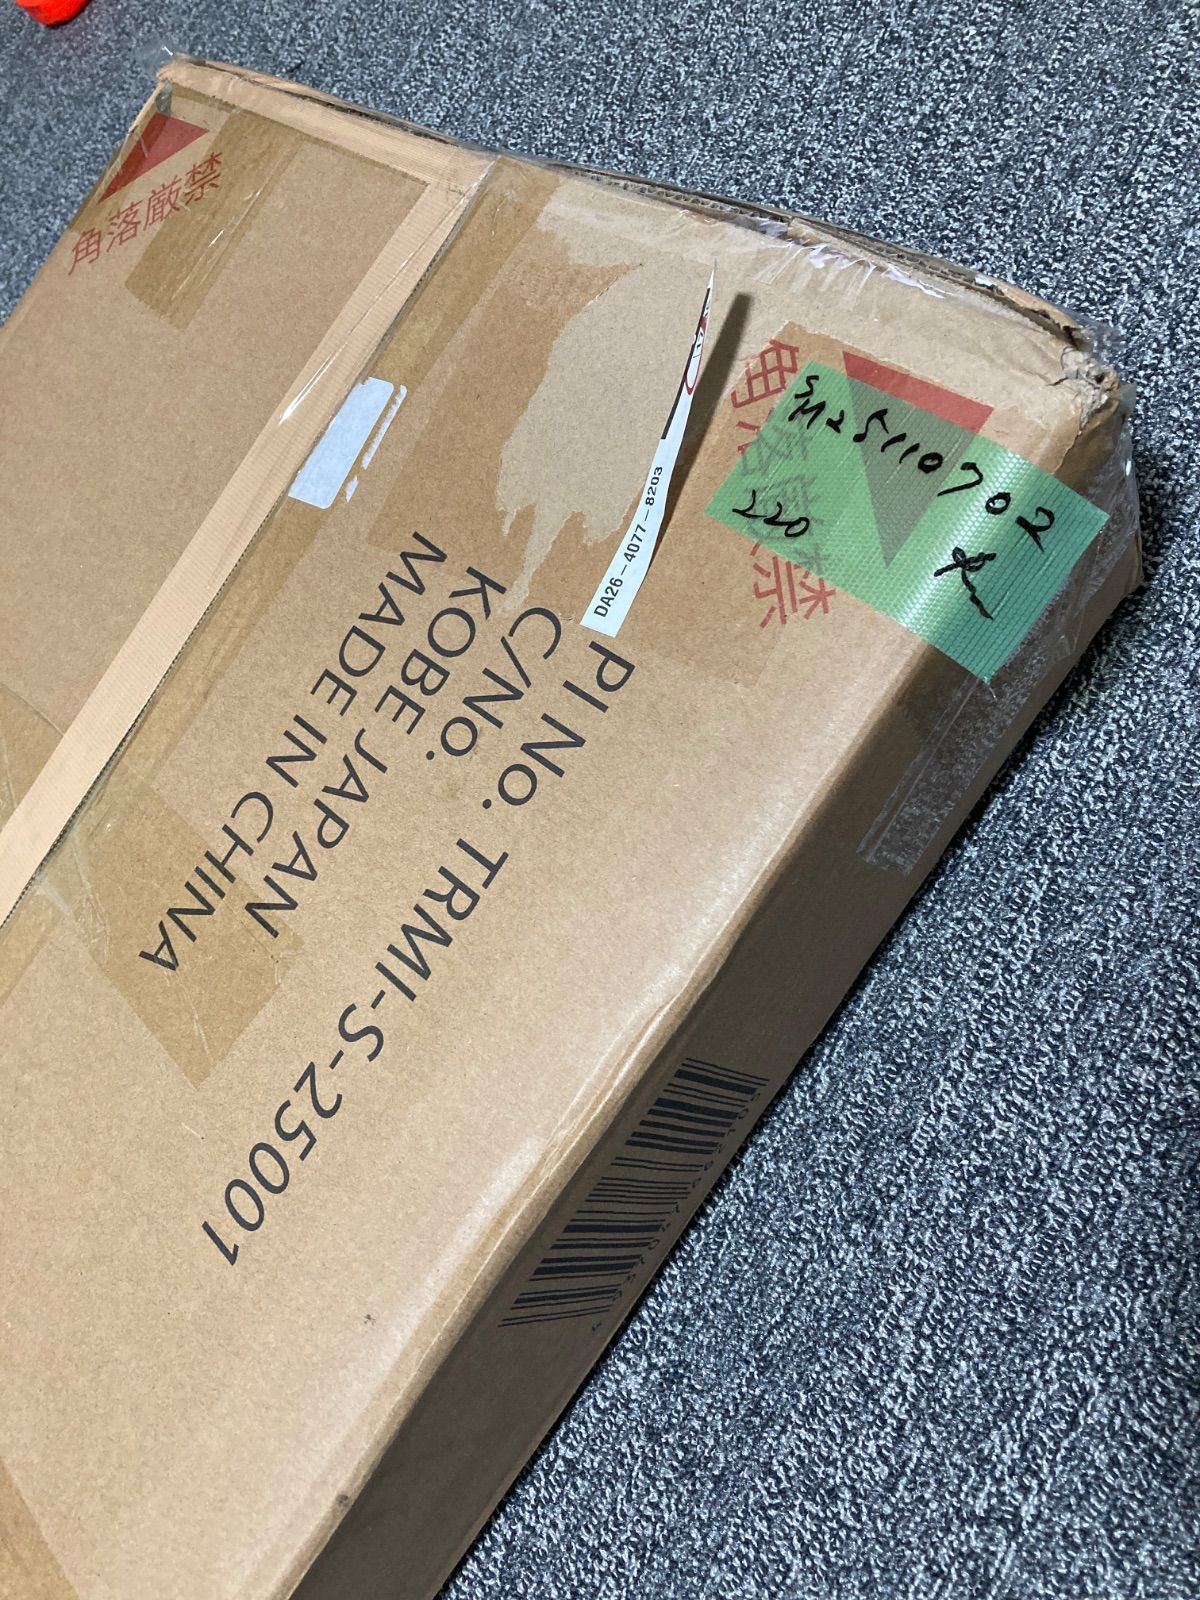 角落厳禁
角落厳禁
SM25110702
220 大
DA26-4077-8203
PI No. TRMI-S-25001
C/No.
KOBE JAPAN
MADE IN CHINA